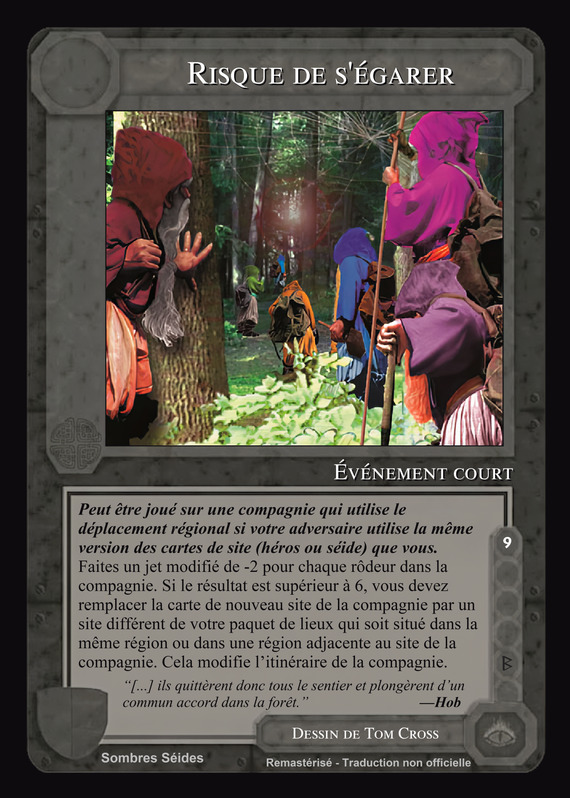 Risque de s'égarer
Événement court
Peut être joué sur une compagnie qui utilise le
déplacement régional si votre adversaire utilise la même
version des cartes de site (héros ou séide) que vous.
Faites un jet modifié de -2 pour chaque rôdeur dans la
compagnie. Si le résultat est supérieur à 6, vous devez
remplacer la carte de nouveau site de la compagnie par un
site différent de votre paquet de lieux qui soit situé dans la
même région ou dans une région adjacente au site de la
compagnie. Cela modifie l’itinéraire de la compagnie.
9
“[...] ils quittèrent donc tous le sentier et plongèrent d’un
commun accord dans la forêt.” —Hob
Dessin de Tom Cross
Sombres Séides
Remastérisé - Traduction non officielle